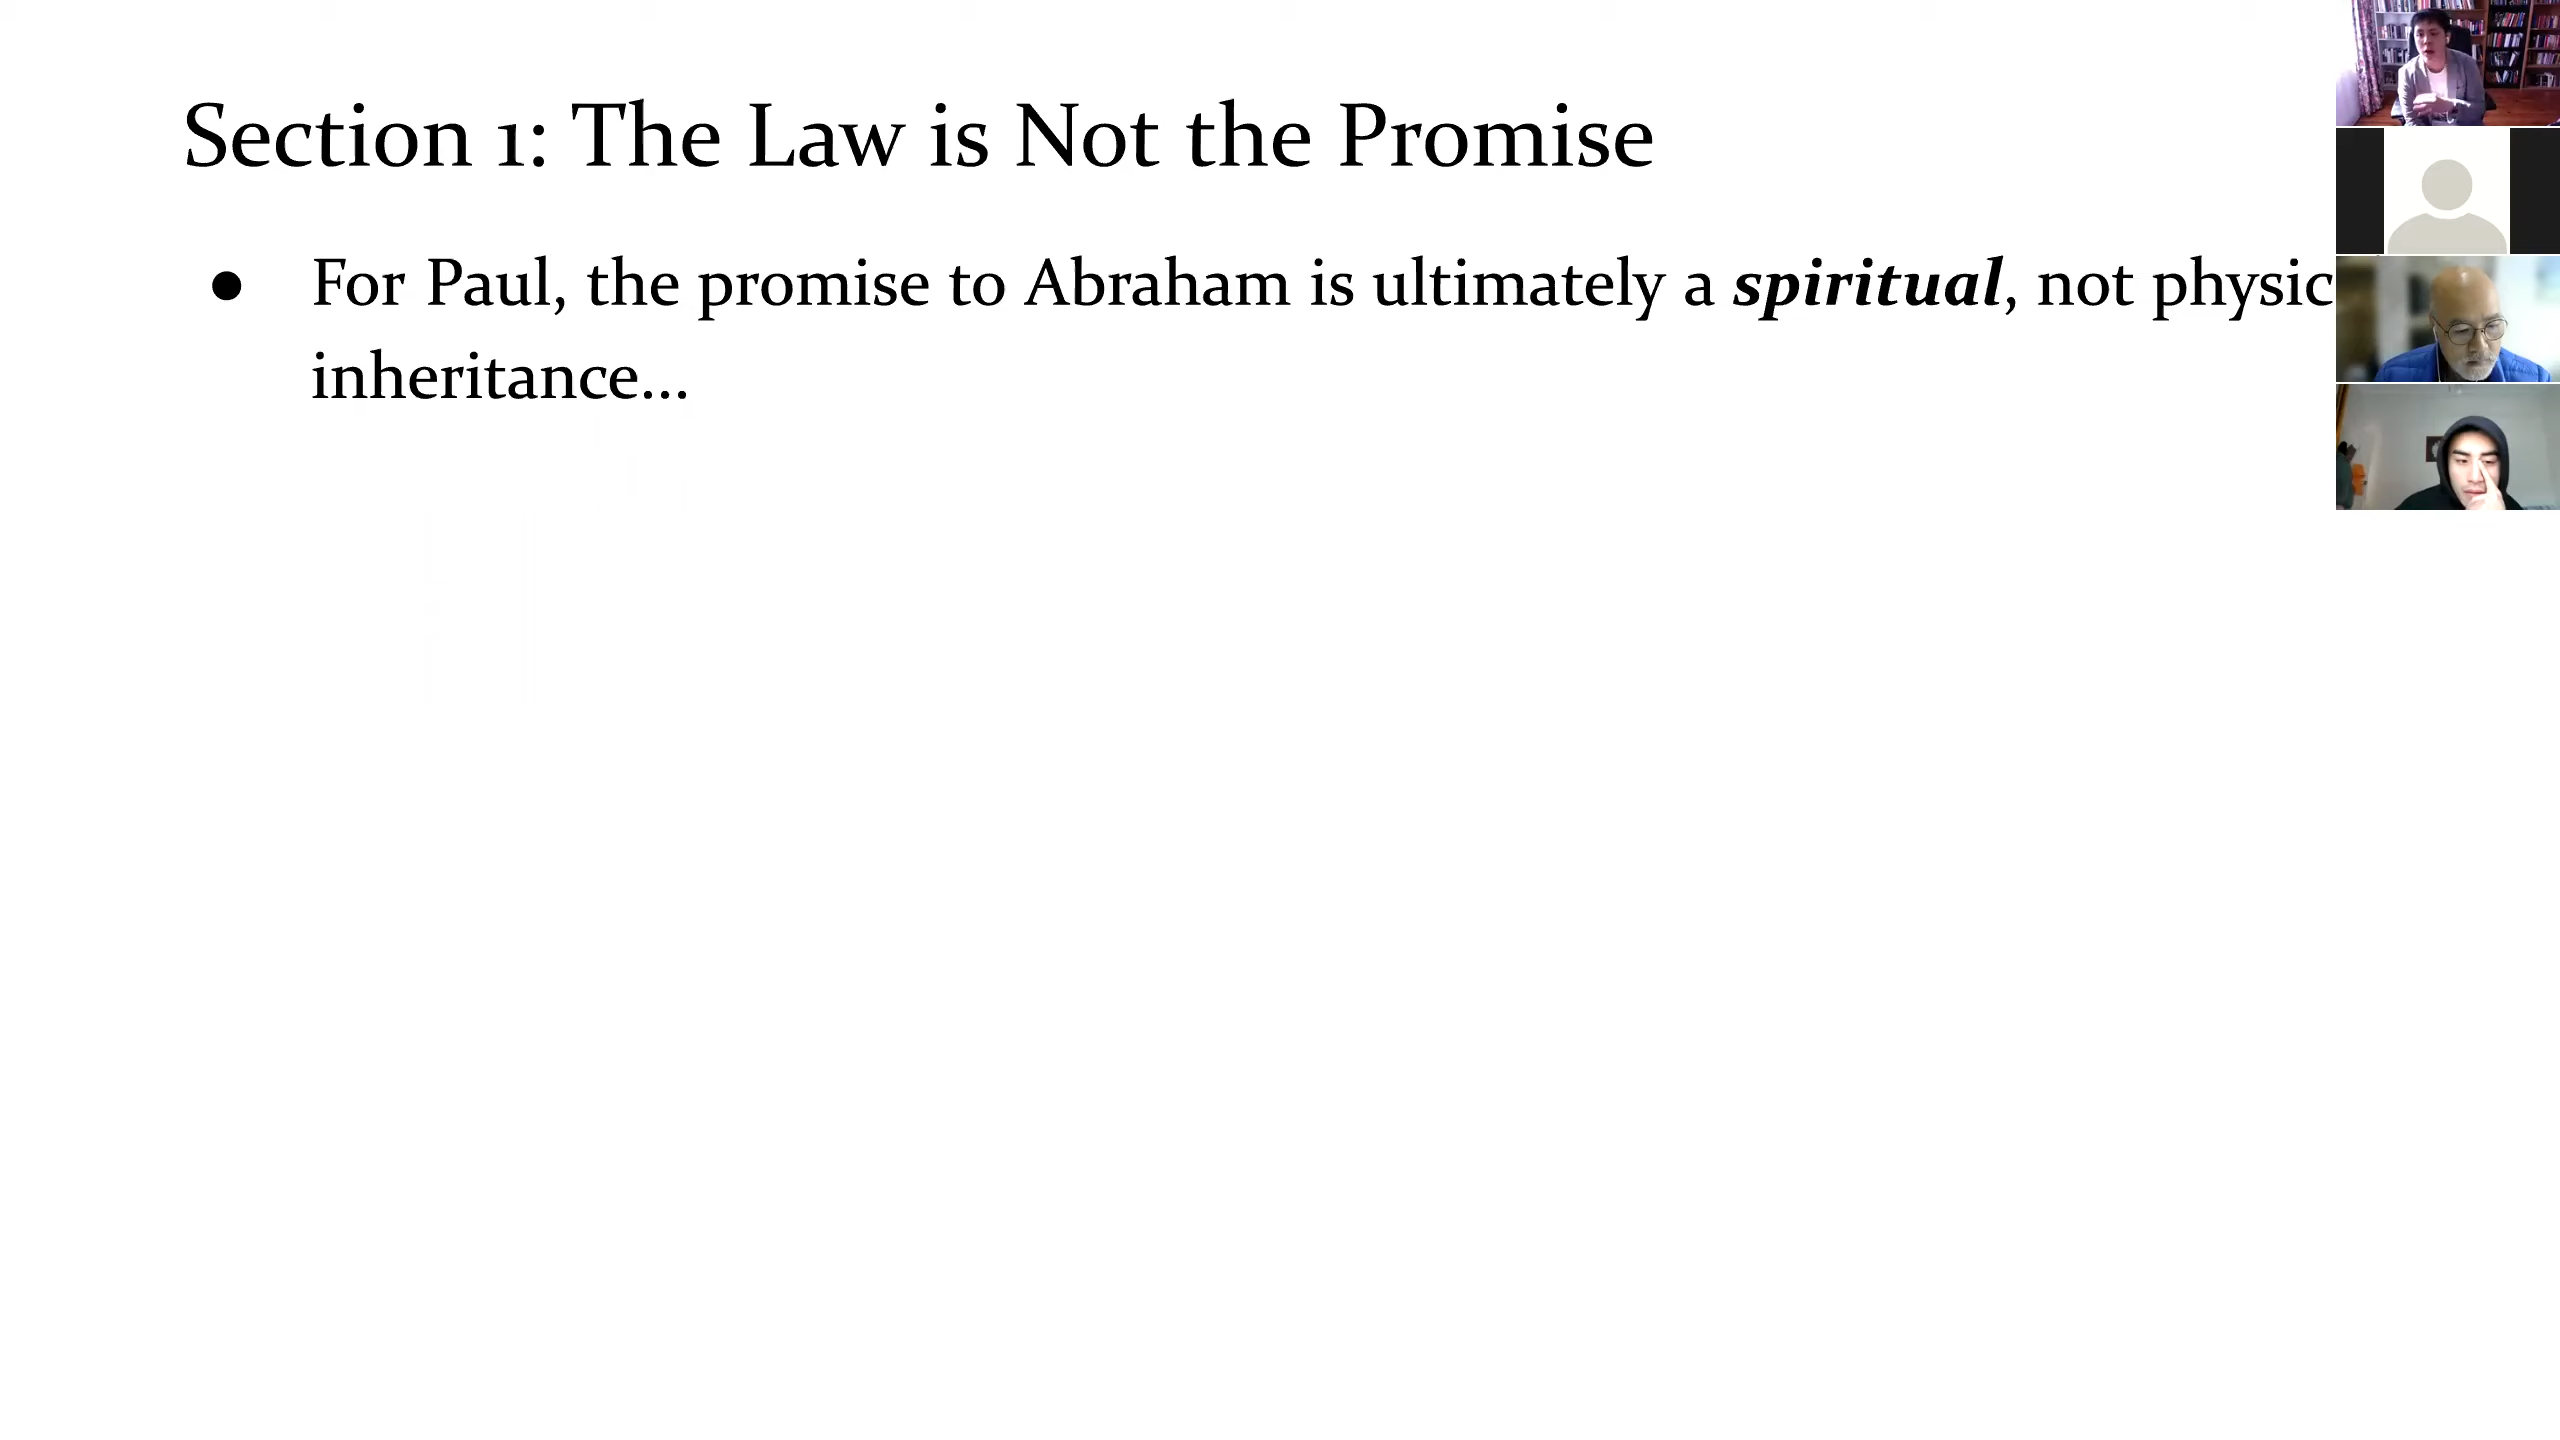 Section 1: The Law is Not the Promise
● For Paul, the promise to Abraham is ultimately a spiritual, not physic
inheritance...